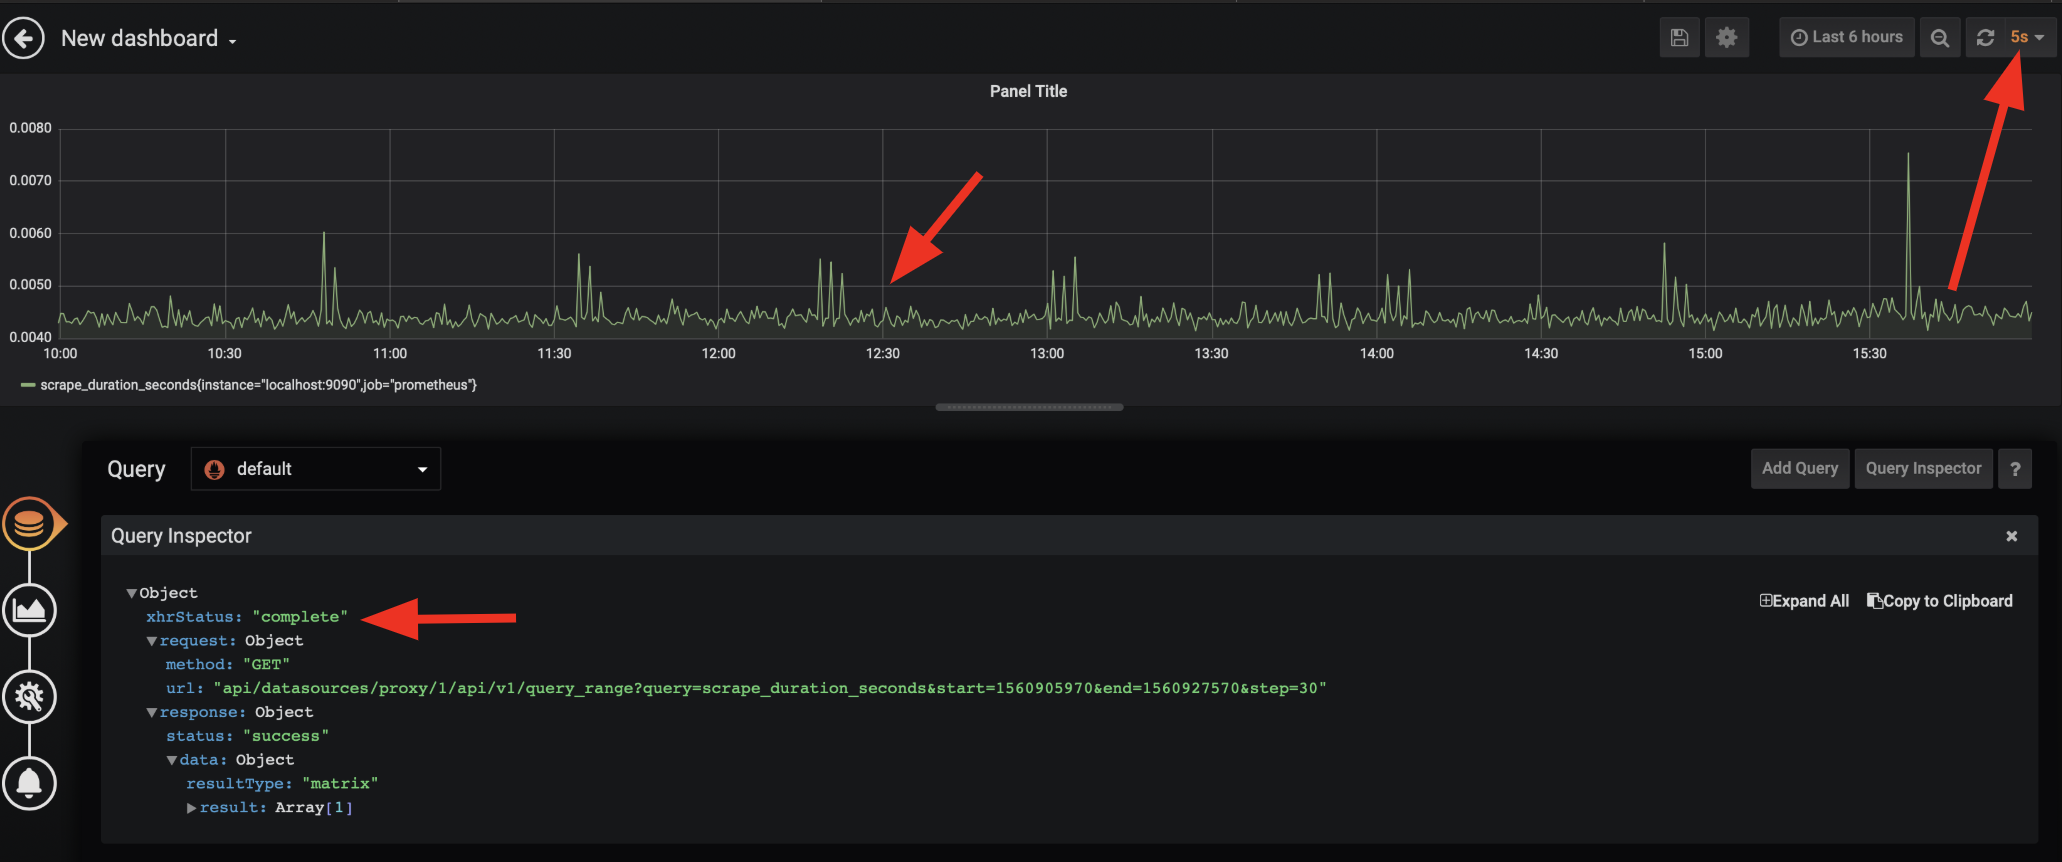 New dashboard
Last 6 hours
5s
Panel Title
0.0080
0.0070
0.0060
0.0050
0.0040
10:00 10:30 11:00 11:30 12:00 12:30 13:00 13:30 14:00 14:30 15:00 15:30
scrape_duration_seconds{instance="localhost:9090",job="prometheus"}
Query default Add Query Query Inspector ?
Query Inspector
Object
Expand All Copy to Clipboard
xhrStatus: "complete"
request: Object
method: "GET"
url: "api/datasources/proxy/1/api/v1/query_range?query=scrape_duration_seconds&start=1560905970&end=1560927570&step=30"
response: Object
status: "success"
data: Object
resultType: "matrix"
result: Array[1]